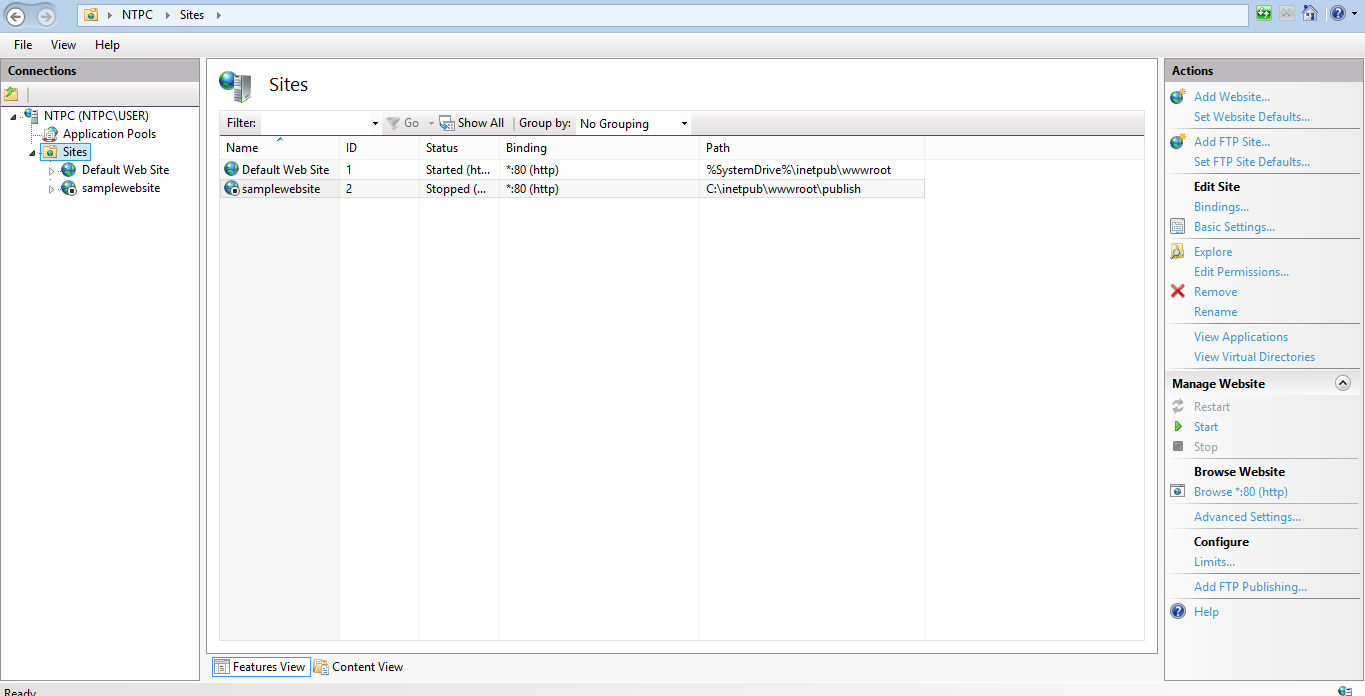 NTPC Sites
File View Help
Connections
NTPC (NTPC\USER)
Application Pools
Sites
Default Web Site
samplewebsite
Sites
Filter: Go Show All Group by: No Grouping
Name ID Status Binding Path
Default Web Site 1 Started (ht... *:80 (http) %SystemDrive%\inetpub\wwwroot
samplewebsite 2 Stopped (... *:80 (http) C:\inetpub\wwwroot\publish
Features View Content View
Actions
Add Website...
Set Website Defaults...
Add FTP Site...
Set FTP Site Defaults...
Edit Site
Bindings...
Basic Settings...
Explore
Edit Permissions...
Remove
Rename
View Applications
View Virtual Directories
Manage Website
Restart
Start
Stop
Browse Website
Browse *:80 (http)
Advanced Settings...
Configure
Limits...
Add FTP Publishing...
Help
Ready